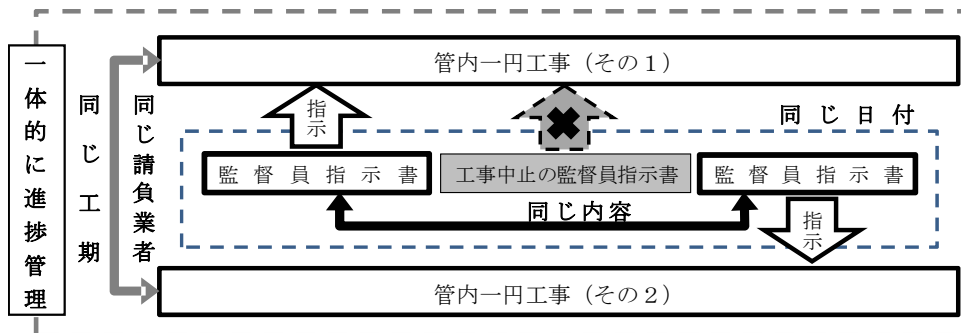 管内一円工事（その１）
一体的に進捗管理
同じ工期
同じ請負業者
指示
同じ日付
監督員指示書
工事中止の監督員指示書
監督員指示書
同じ内容
指示
管内一円工事（その２）